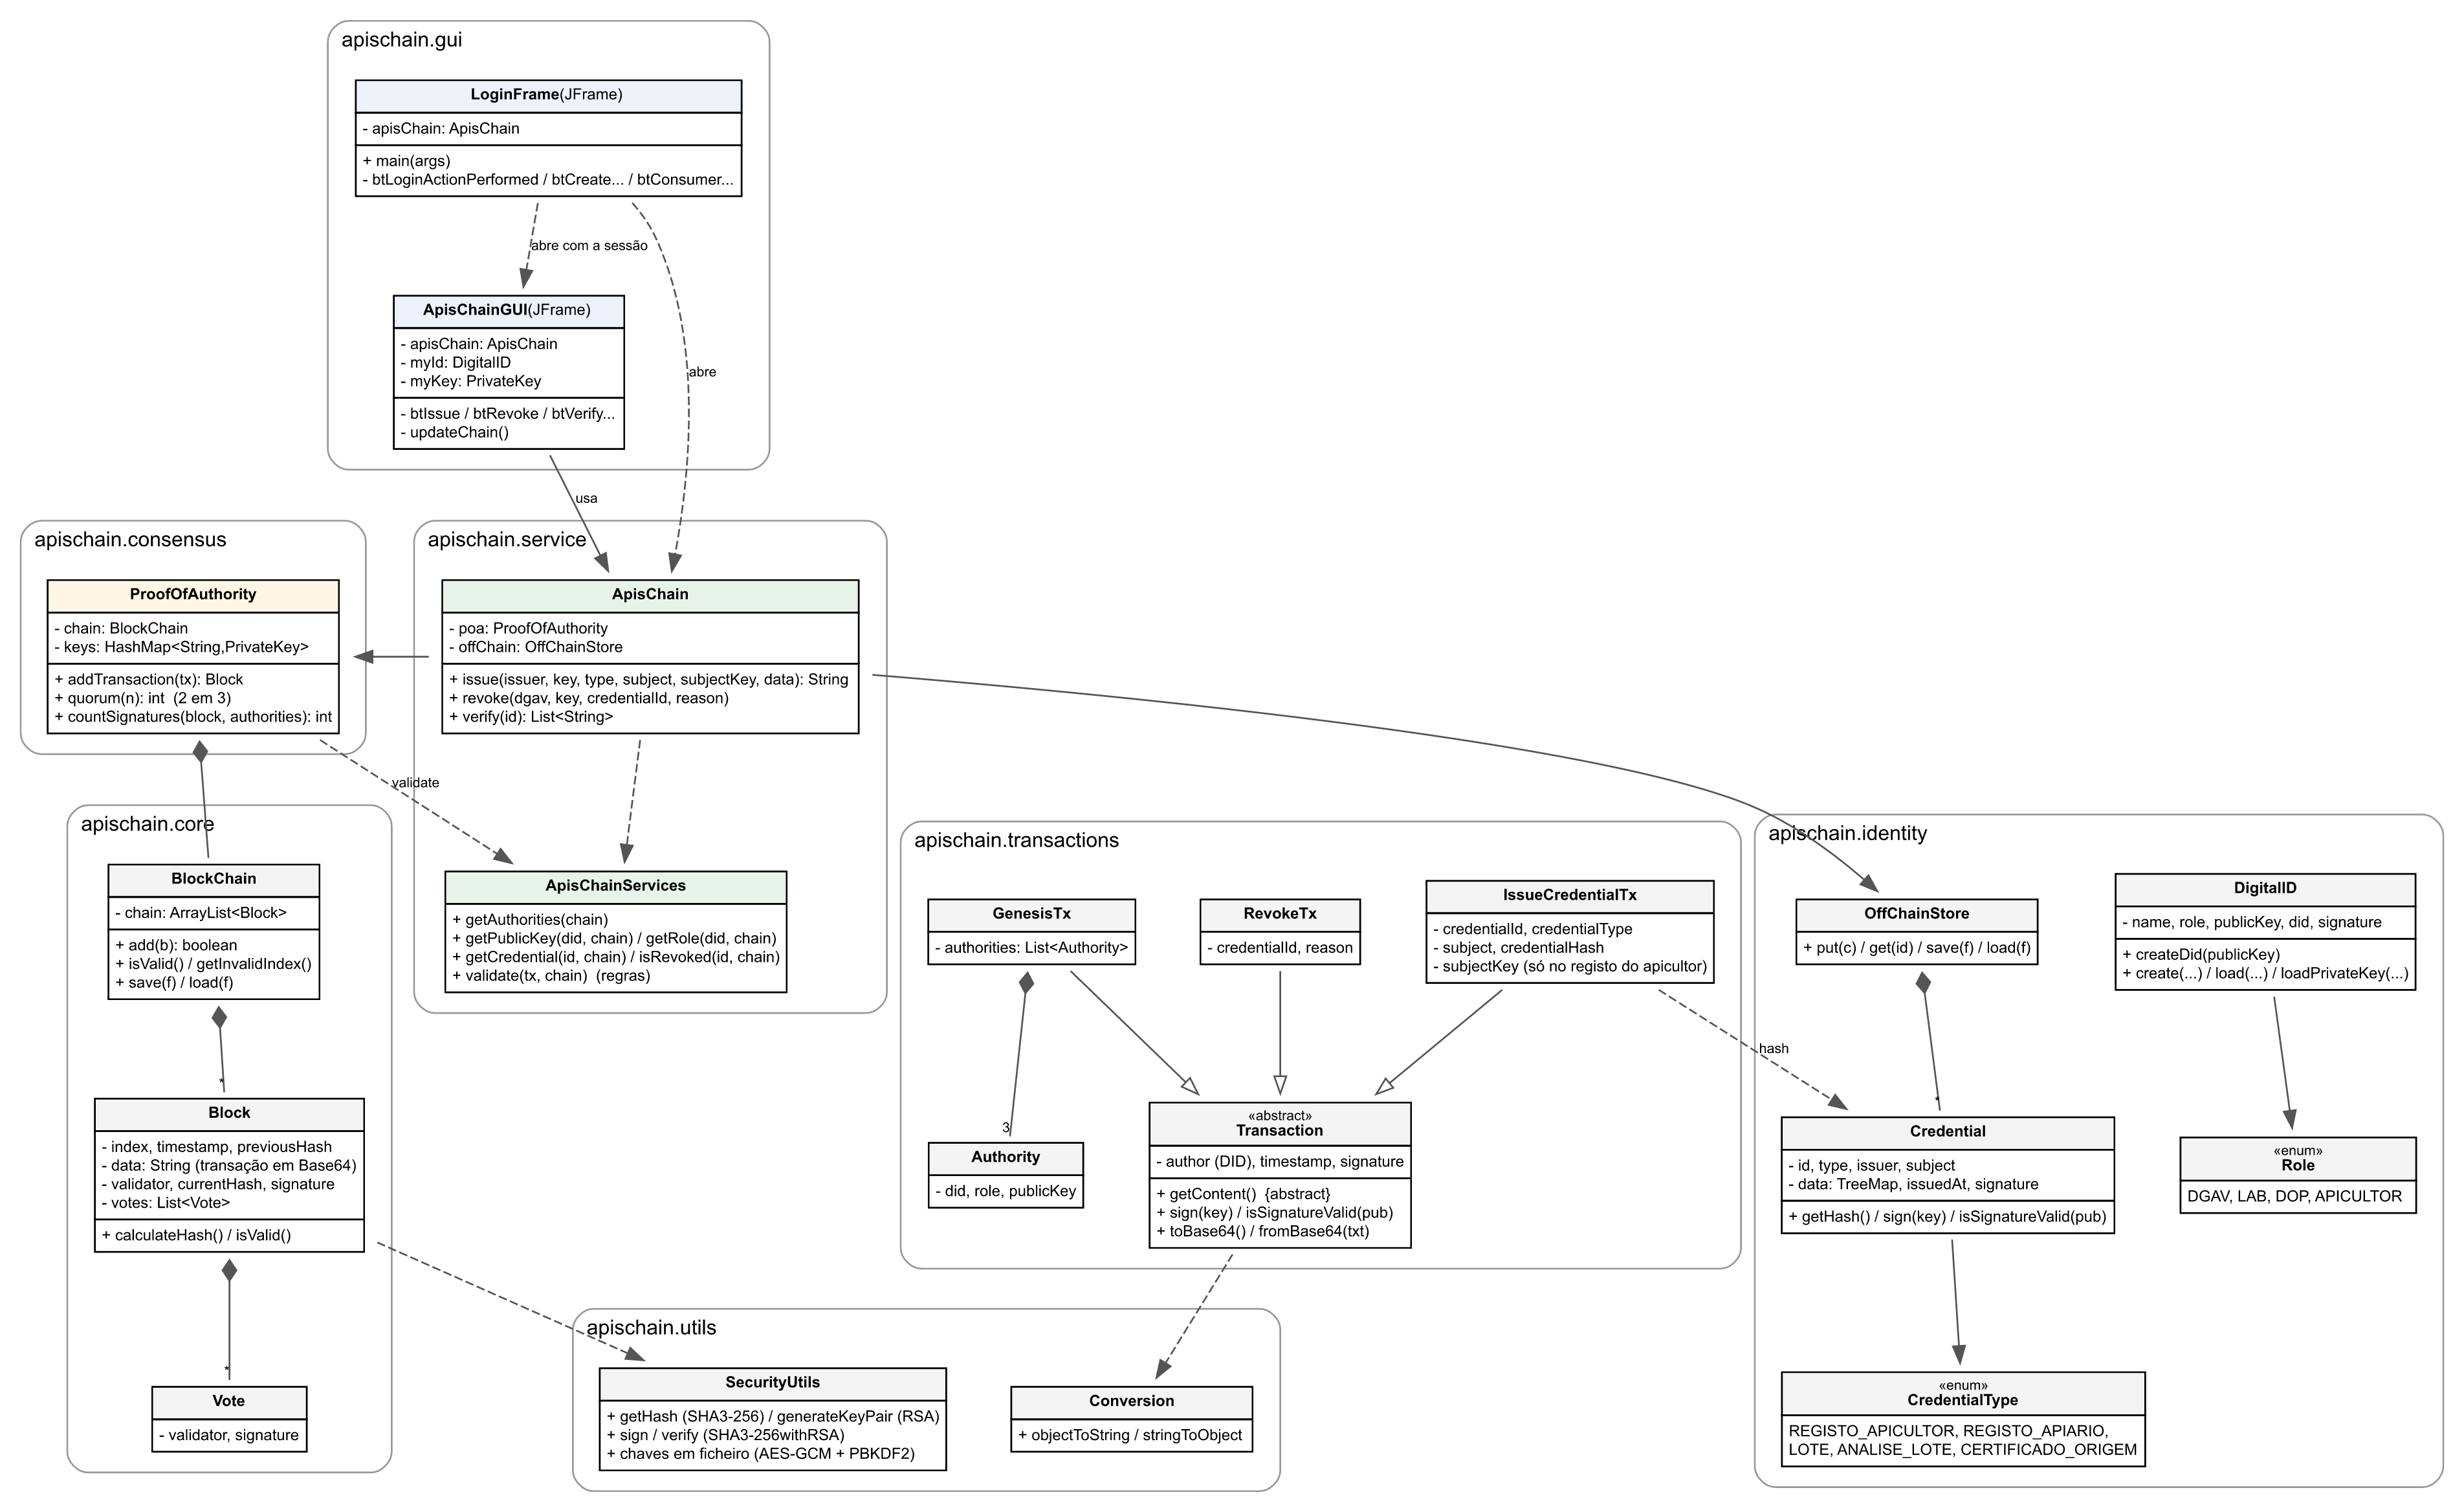 apischain.gui
LoginFrame(JFrame)
- apisChain: ApisChain
+ main(args)
- btLoginActionPerformed / btCreate... / btConsumer...
abre com a sessão
ApisChainGUI(JFrame)
- apisChain: ApisChain
- myId: DigitalID
- myKey: PrivateKey
- btIssue / btRevoke / btVerify...
- updateChain()
abre
usa
apischain.consensus
ProofOfAuthority
- chain: BlockChain
- keys: HashMap<String,PrivateKey>
+ addTransaction(tx): Block
+ quorum(n): int  (2 em 3)
+ countSignatures(block, authorities): int
apischain.service
ApisChain
- poa: ProofOfAuthority
- offChain: OffChainStore
+ issue(issuer, key, type, subject, subjectKey, data): String
+ revoke(dgav, key, credentialId, reason)
+ verify(id): List<String>
validate
ApisChainServices
+ getAuthorities(chain)
+ getPublicKey(did, chain) / getRole(did, chain)
+ getCredential(id, chain) / isRevoked(id, chain)
+ validate(tx, chain)  (regras)
apischain.core
BlockChain
- chain: ArrayList<Block>
+ add(b): boolean
+ isValid() / getInvalidIndex()
+ save(f) / load(f)
*
Block
- index, timestamp, previousHash
- data: String (transação em Base64)
- validator, currentHash, signature
- votes: List<Vote>
+ calculateHash() / isValid()
*
Vote
- validator, signature
apischain.transactions
GenesisTx
- authorities: List<Authority>
RevokeTx
- credentialId, reason
IssueCredentialTx
- credentialId, credentialType
- subject, credentialHash
- subjectKey (só no registo do apicultor)
hash
3
Authority
- did, role, publicKey
«abstract»
Transaction
- author (DID), timestamp, signature
+ getContent()  {abstract}
+ sign(key) / isSignatureValid(pub)
+ toBase64() / fromBase64(txt)
apischain.identity
OffChainStore
+ put(c) / get(id) / save(f) / load(f)
DigitalID
- name, role, publicKey, did, signature
+ createDid(publicKey)
+ create(...) / load(...) / loadPrivateKey(...)
*
Credential
- id, type, issuer, subject
- data: TreeMap, issuedAt, signature
+ getHash() / sign(key) / isSignatureValid(pub)
«enum»
Role
DGAV, LAB, DOP, APICULTOR
«enum»
CredentialType
REGISTO_APICULTOR, REGISTO_APIARIO,
LOTE, ANALISE_LOTE, CERTIFICADO_ORIGEM
apischain.utils
SecurityUtils
+ getHash (SHA3-256) / generateKeyPair (RSA)
+ sign / verify (SHA3-256withRSA)
+ chaves em ficheiro (AES-GCM + PBKDF2)
Conversion
+ objectToString / stringToObject